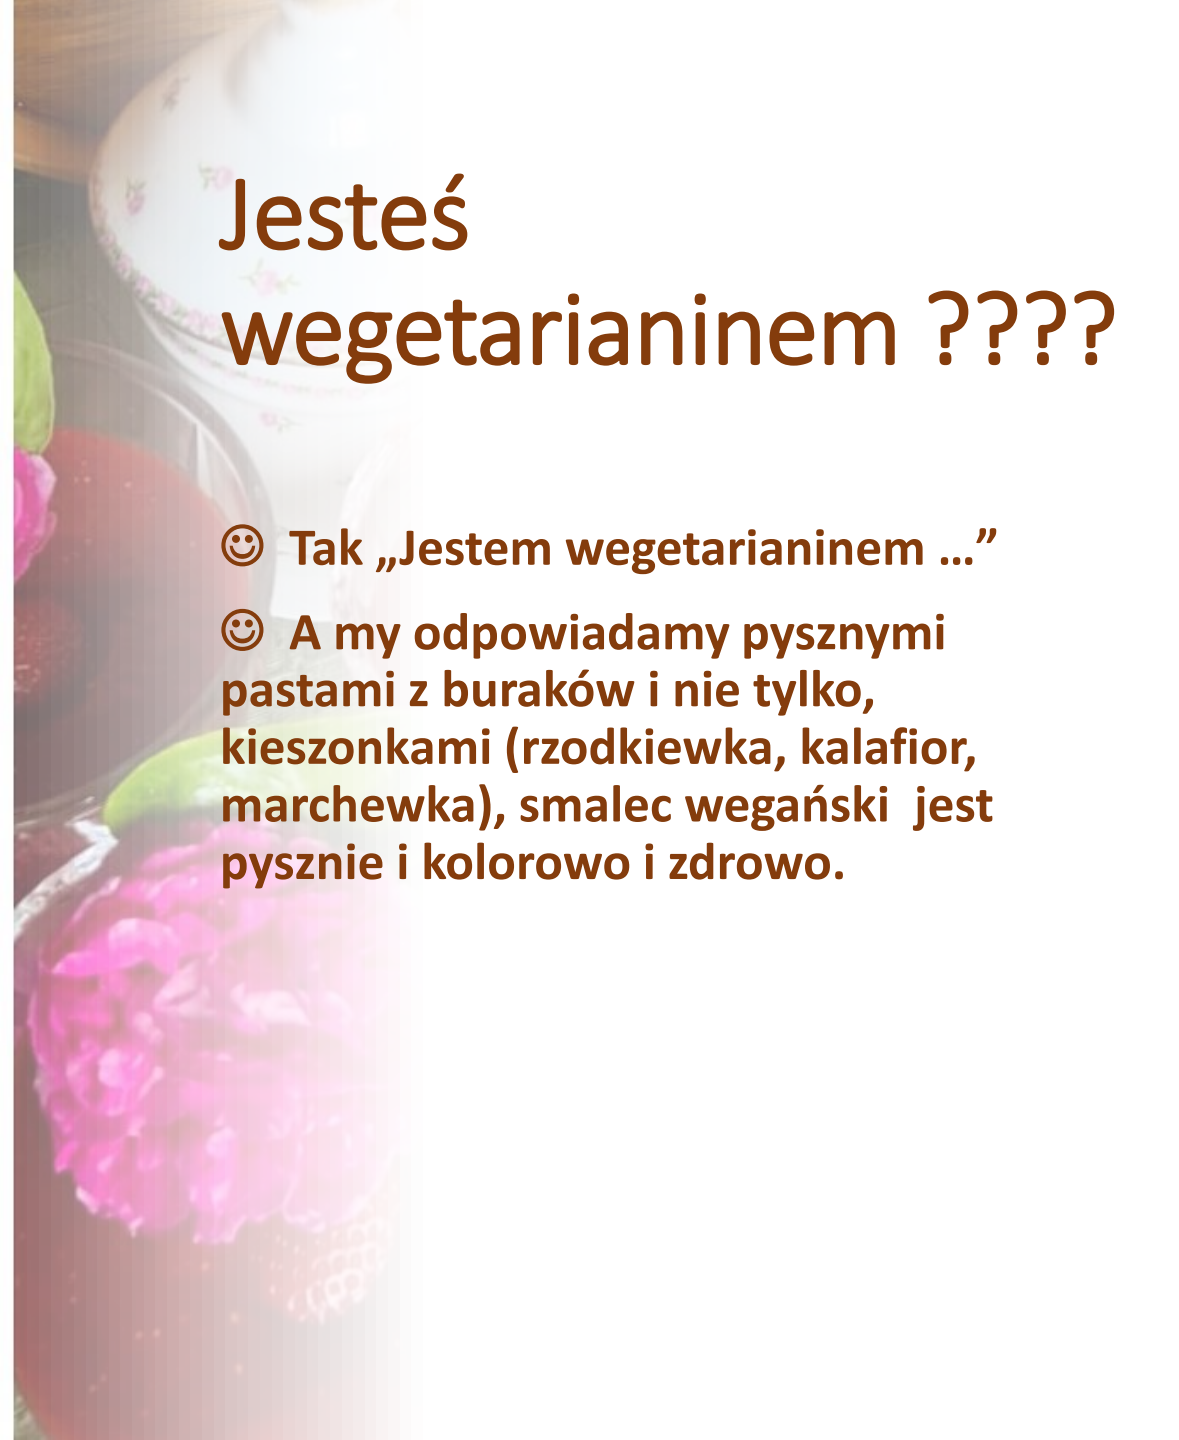 Jesteś
wegetarianinem ????
☺ Tak „Jestem wegetarianinem …”
☺ A my odpowiadamy pysznymi
pastami z buraków i nie tylko,
kieszonkami (rzodkiewka, kalafior,
marchewka), smalec wegański  jest
pysznie i kolorowo i zdrowo.